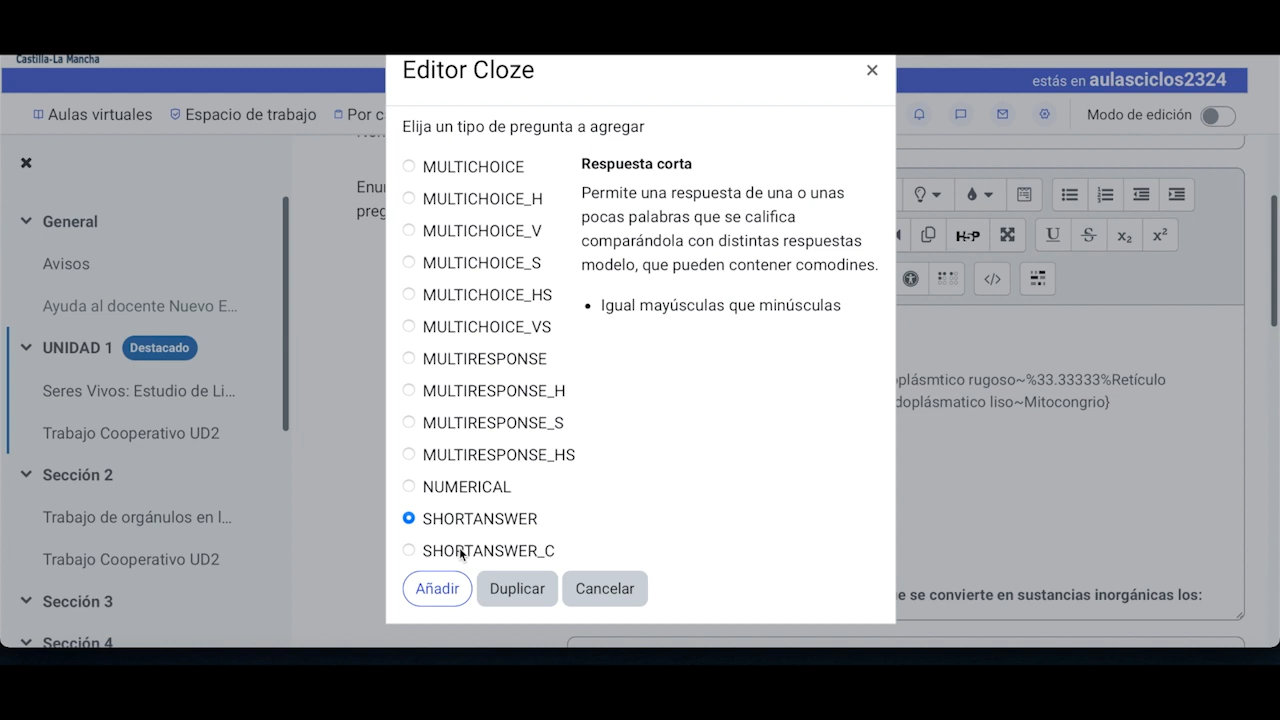 Castilla-La Mancha
estás en aulasciclos2324
Aulas virtuales
Espacio de trabajo
Por c
Modo de edición
General
Avisos
Ayuda al docente Nuevo E...
UNIDAD 1 Destacado
Seres Vivos: Estudio de Li...
Trabajo Cooperativo UD2
Sección 2
Trabajo de orgánulos en l...
Trabajo Cooperativo UD2
Sección 3
Sección 4
Enu
preg
Editor Cloze
Elija un tipo de pregunta a agregar
MULTICHOICE
MULTICHOICE_H
MULTICHOICE_V
MULTICHOICE_S
MULTICHOICE_HS
MULTICHOICE_VS
MULTIRESPONSE
MULTIRESPONSE_H
MULTIRESPONSE_S
MULTIRESPONSE_HS
NUMERICAL
SHORTANSWER
SHORTANSWER_C
Respuesta corta
Permite una respuesta de una o unas
pocas palabras que se califica
comparándola con distintas respuestas
modelo, que pueden contener comodines.
• Igual mayúsculas que minúsculas
Añadir
Duplicar
Cancelar
H-P
U S x₂ x²
</>
plásmtico rugoso~%33.33333%Retículo
doplásmatico liso~Mitocongrio}
e se convierte en sustancias inorgánicas los: